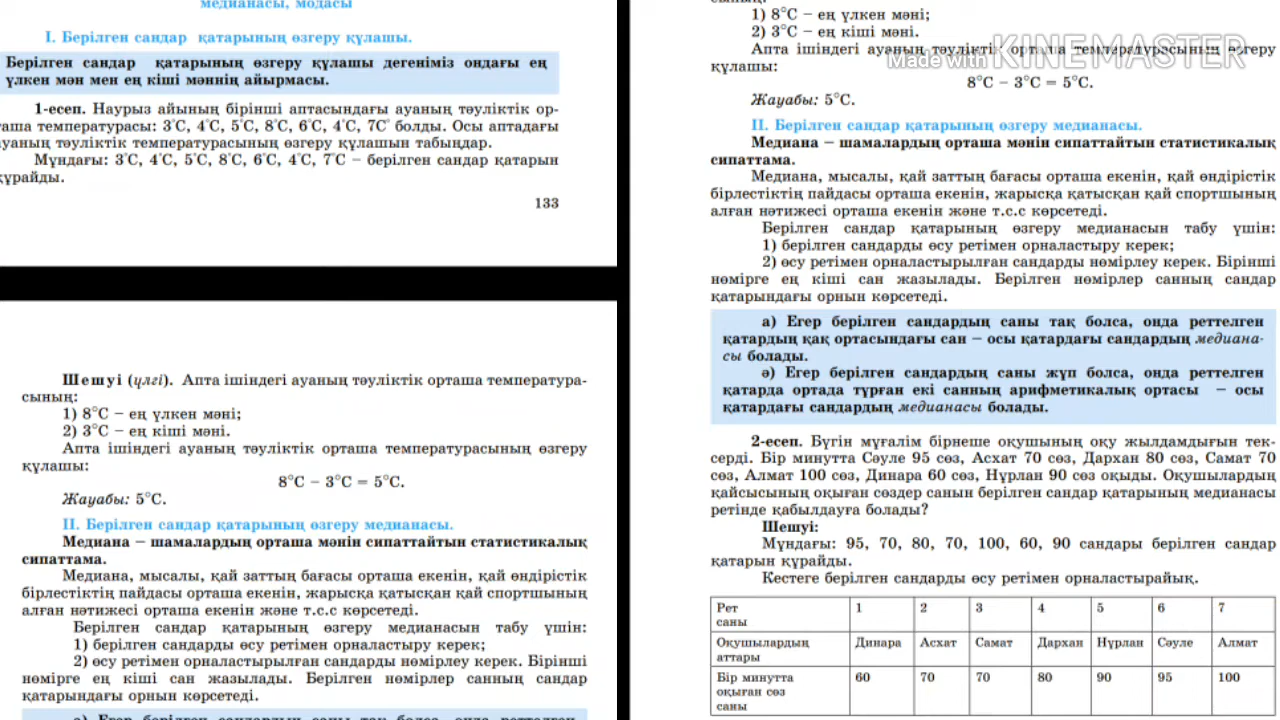 медианасы, модасы
I. Берілген сандар қатарының өзгеру құлашы.
Берілген сандар қатарының өзгеру құлашы дегеніміз ондағы ең
үлкен мән мен ең кіші мәннің айырмасы.
1-есеп. Наурыз айының бірінші аптасындағы ауаның тәуліктік ор-
таша температурасы: 3°С, 4°С, 5°С, 8°С, 6°С, 4°С, 7С° болды. Осы аптадағы
ауаның тәуліктік температурасының өзгеру құлашын табыңдар.
Мұндағы: 3°С, 4°С, 5°С, 8°С, 6°С, 4°С, 7°С – берілген сандар қатарын
құрайды.
133
Шешуі (үлгі). Апта ішіндегі ауаның тәуліктік орташа температура-
сының:
1) 8°С – ең үлкен мәні;
2) 3°С – ең кіші мәні.
Апта ішіндегі ауаның тәуліктік орташа температурасының өзгеру
құлашы:
8°С – 3°С = 5°С.
Жауабы: 5°С.
II. Берілген сандар қатарының өзгеру медианасы.
Медиана – шамалардың орташа мәнін сипаттайтын статистикалық
сипаттама.
Медиана, мысалы, қай заттың бағасы орташа екенін, қай өндірістік
бірлестіктің пайдасы орташа екенін, жарысқа қатысқан қай спортшының
алған нәтижесі орташа екенін және т.с.с көрсетеді.
Берілген сандар қатарының өзгеру медианасын табу үшін:
1) берілген сандарды өсу ретімен орналастыру керек;
2) өсу ретімен орналастырылған сандарды нөмірлеу керек. Бірінші
нөмірге ең кіші сан жазылады. Берілген нөмірлер санның сандар
қатарындағы орнын көрсетеді.
а) Егер берілген сандардың саны тақ болса, онда реттелген
сының:
1) 8°С – ең үлкен мәні;
2) 3°С – ең кіші мәні.
Апта ішіндегі ауаның тәуліктік орташа температурасының өзгеру
құлашы:
Made with KINEMASTER
8°С – 3°С = 5°С.
Жауабы: 5°С.
II. Берілген сандар қатарының өзгеру медианасы.
Медиана – шамалардың орташа мәнін сипаттайтын статистикалық
сипаттама.
Медиана, мысалы, қай заттың бағасы орташа екенін, қай өндірістік
бірлестіктің пайдасы орташа екенін, жарысқа қатысқан қай спортшының
алған нәтижесі орташа екенін және т.с.с көрсетеді.
Берілген сандар қатарының өзгеру медианасын табу үшін:
1) берілген сандарды өсу ретімен орналастыру керек;
2) өсу ретімен орналастырылған сандарды нөмірлеу керек. Бірінші
нөмірге ең кіші сан жазылады. Берілген нөмірлер санның сандар
қатарындағы орнын көрсетеді.
а) Егер берілген сандардың саны тақ болса, онда реттелген
қатардың қақ ортасындағы сан – осы қатардағы сандардың медиана-
сы болады.
ә) Егер берілген сандардың саны жұп болса, онда реттелген
қатарда ортада тұрған екі санның арифметикалық ортасы – осы
қатардағы сандардың медианасы болады.
2-есеп. Бүгін мұғалім бірнеше оқушының оқу жылдамдығын тек-
серді. Бір минутта Сәуле 95 сөз, Асхат 70 сөз, Дархан 80 сөз, Самат 70
сөз, Алмат 100 сөз, Динара 60 сөз, Нұрлан 90 сөз оқыды. Оқушылардың
қайсысының оқыған сөздер санын берілген сандар қатарының медианасы
ретінде қабылдауға болады?
Шешуі:
Мұндағы: 95, 70, 80, 70, 100, 60, 90 сандары берілген сандар
қатарын құрайды.
Кестеге берілген сандарды өсу ретімен орналастырайық.
Рет саны 1 2 3 4 5 6 7
Оқушылардың аттары Динара Асхат Самат Дархан Нұрлан Сәуле Алмат
Бір минутта оқыған сөз саны 60 70 70 80 90 95 100